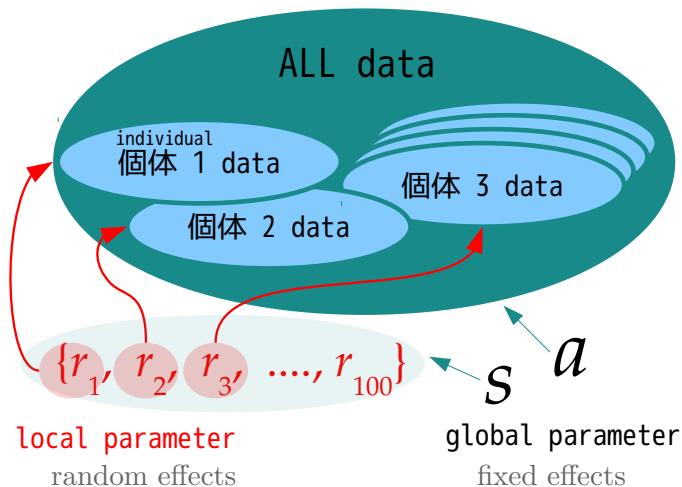 ALL data
individual
個体 1 data
個体 2 data
個体 3 data
{r1, r2, r3, ...., r100}
a
s
local parameter
global parameter
random effects
fixed effects